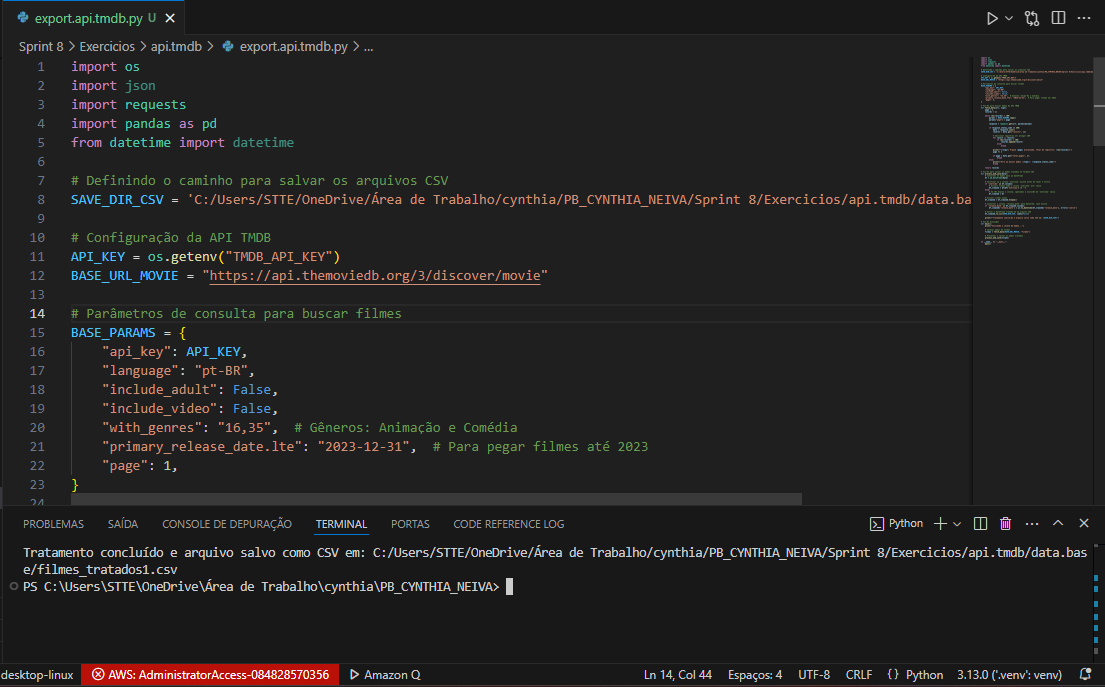 export.api.tmdb.py U
Sprint 8 > Exercicios > api.tmdb > export.api.tmdb.py > ...
1 import os
2 import json
3 import requests
4 import pandas as pd
5 from datetime import datetime
6
7 # Definindo o caminho para salvar os arquivos CSV
8 SAVE_DIR_CSV = 'C:/Users/STTE/OneDrive/Área de Trabalho/cynthia/PB_CYNTHIA_NEIVA/Sprint 8/Exercicios/api.tmdb/data.ba
9
10 # Configuração da API TMDB
11 API_KEY = os.getenv("TMDB_API_KEY")
12 BASE_URL_MOVIE = "https://api.themoviedb.org/3/discover/movie"
13
14 # Parâmetros de consulta para buscar filmes
15 BASE_PARAMS = {
16 "api_key": API_KEY,
17 "language": "pt-BR",
18 "include_adult": False,
19 "include_video": False,
20 "with_genres": "16,35", # Gêneros: Animação e Comédia
21 "primary_release_date.lte": "2023-12-31", # Para pegar filmes até 2023
22 "page": 1,
23 }
24
PROBLEMAS SAÍDA CONSOLE DE DEPURAÇÃO TERMINAL PORTAS CODE REFERENCE LOG Python
Tratamento concluído e arquivo salvo como CSV em: C:/Users/STTE/OneDrive/Área de Trabalho/cynthia/PB_CYNTHIA_NEIVA/Sprint 8/Exercicios/api.tmdb/data.bas
e/filmes_tratados1.csv
PS C:\Users\STTE\OneDrive\Área de Trabalho\cynthia\PB_CYNTHIA_NEIVA>
desktop-linux AWS: AdministratorAccess-084828570356 Amazon Q Ln 14, Col 44 Espaços: 4 UTF-8 CRLF {} Python 3.13.0 ('.venv': venv)